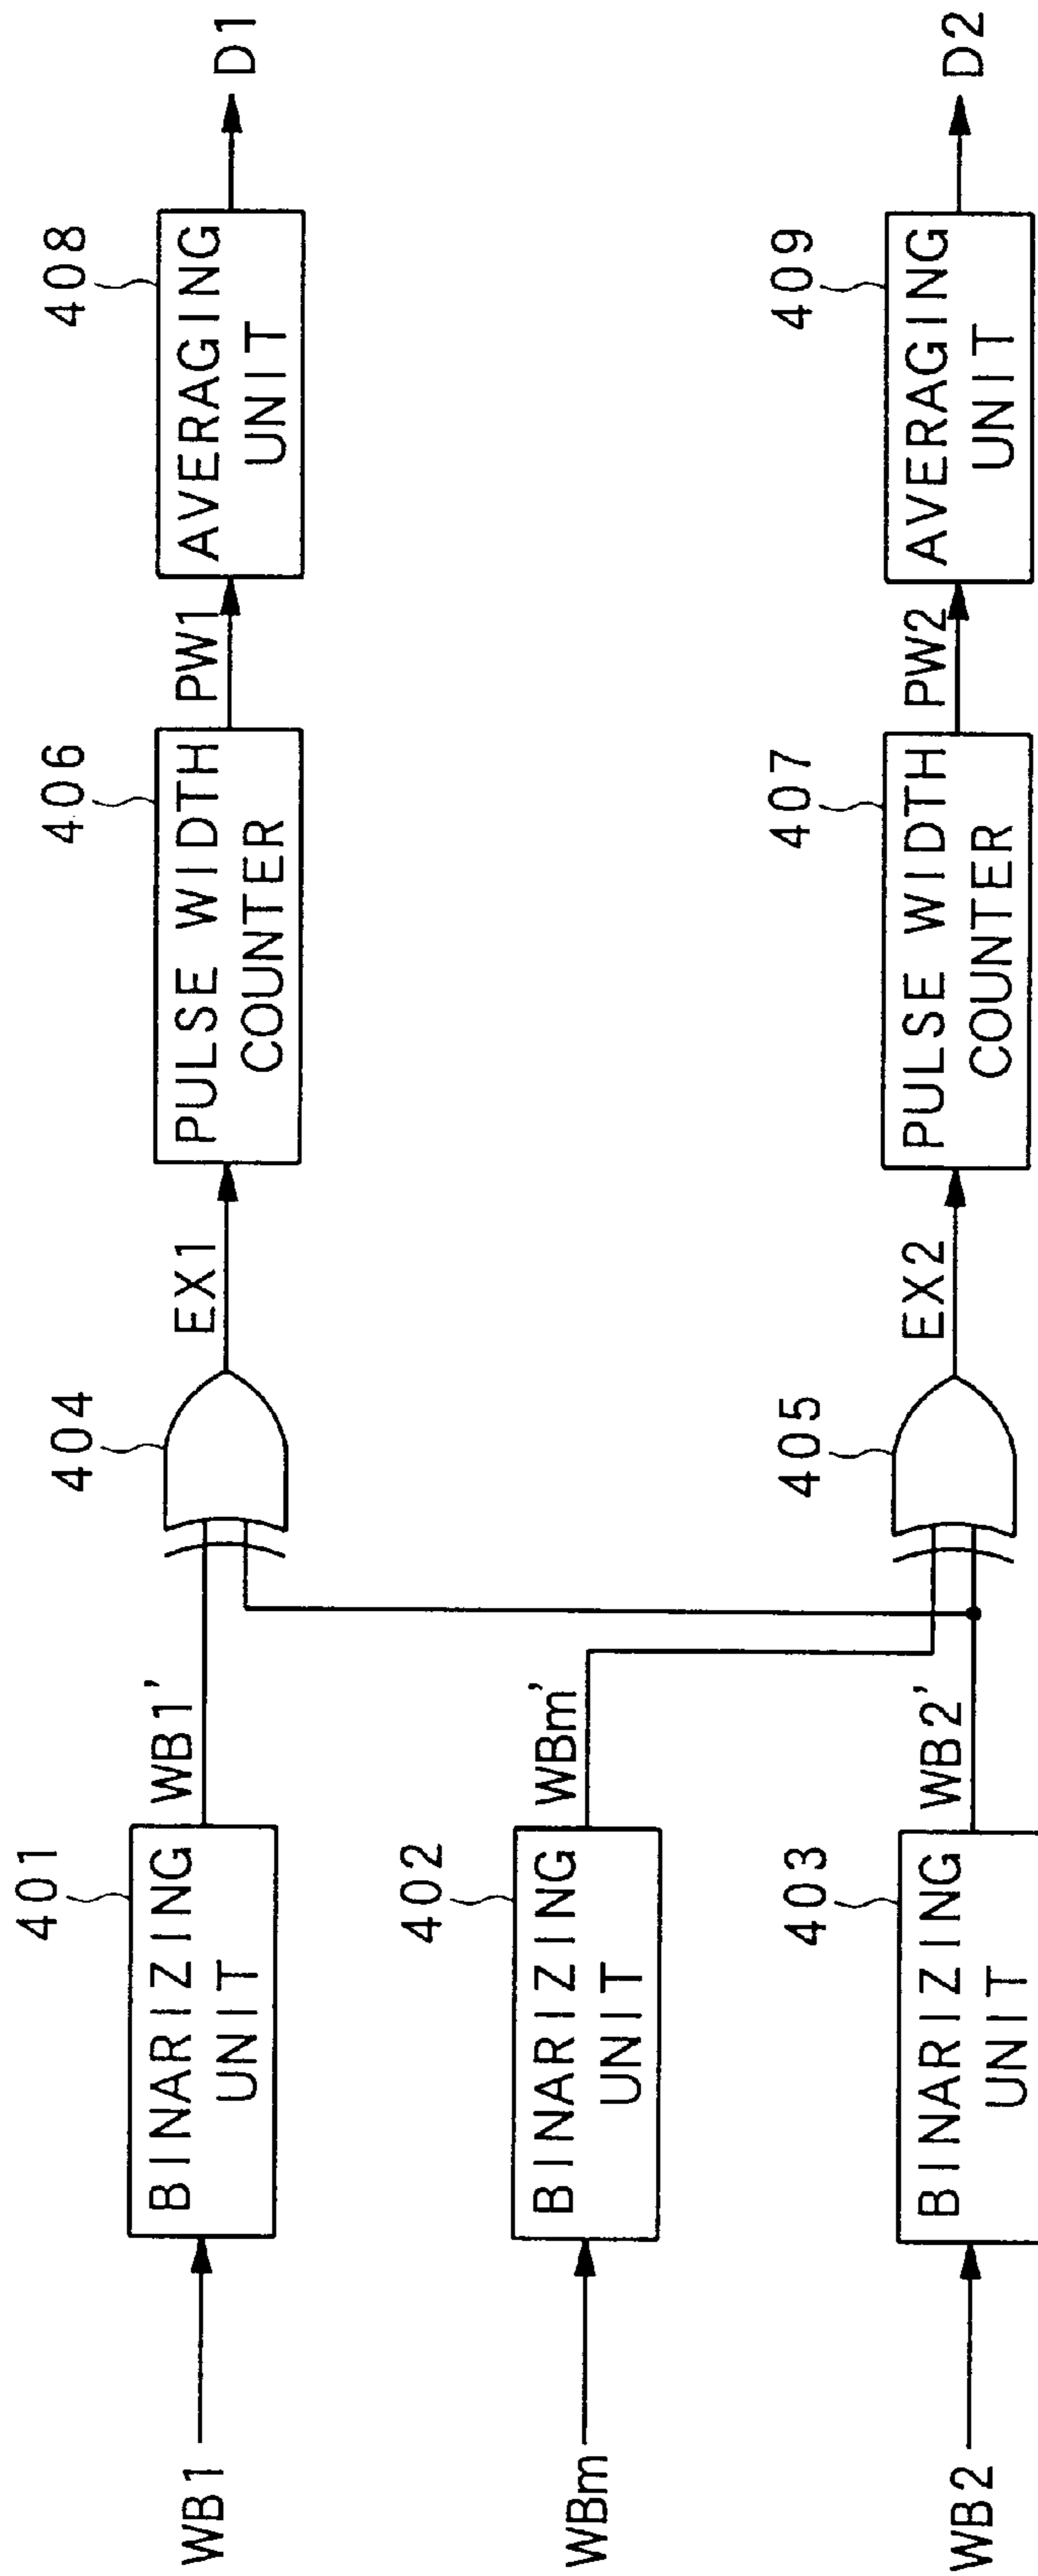 WB1
BINARIZING
UNIT
401
WB1'
404
EX1
PULSE WIDTH
COUNTER
406
PW1
AVERAGING
UNIT
408
D1
WBm
BINARIZING
UNIT
402
WBm'
WB2
BINARIZING
UNIT
403
WB2'
405
EX2
PULSE WIDTH
COUNTER
407
PW2
AVERAGING
UNIT
409
D2